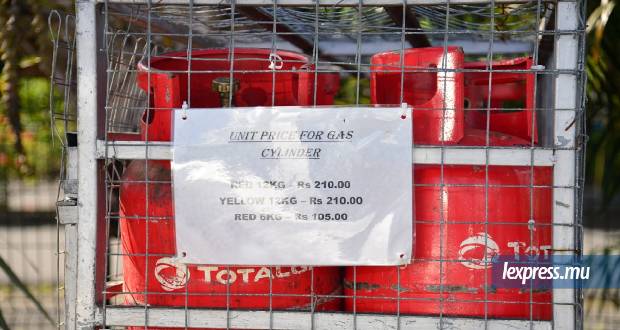 UNIT PRICE FOR GAS
CYLINDER
RED 12KG – Rs 210.00
YELLOW 12KG – Rs 210.00
RED 6KG – Rs 105.00
TOTAL
TOT
lexpress.mu